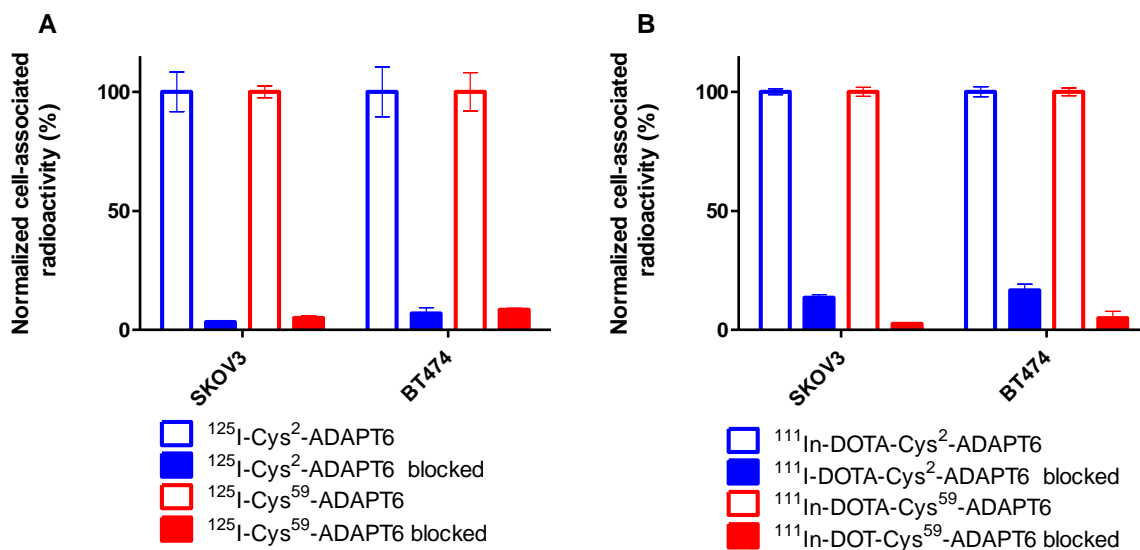 A
Normalized cell-associated
radioactivity (%)
100
50
0
SKOV3
BT474
¹²⁵I-Cys²-ADAPT6
¹²⁵I-Cys²-ADAPT6 blocked
¹²⁵I-Cys⁵⁹-ADAPT6
¹²⁵I-Cys⁵⁹-ADAPT6 blocked
B
Normalized cell-associated
radioactivity (%)
100
50
0
SKOV3
BT474
¹¹¹In-DOTA-Cys²-ADAPT6
¹¹¹I-DOTA-Cys²-ADAPT6 blocked
¹¹¹In-DOTA-Cys⁵⁹-ADAPT6
¹¹¹In-DOT-Cys⁵⁹-ADAPT6 blocked